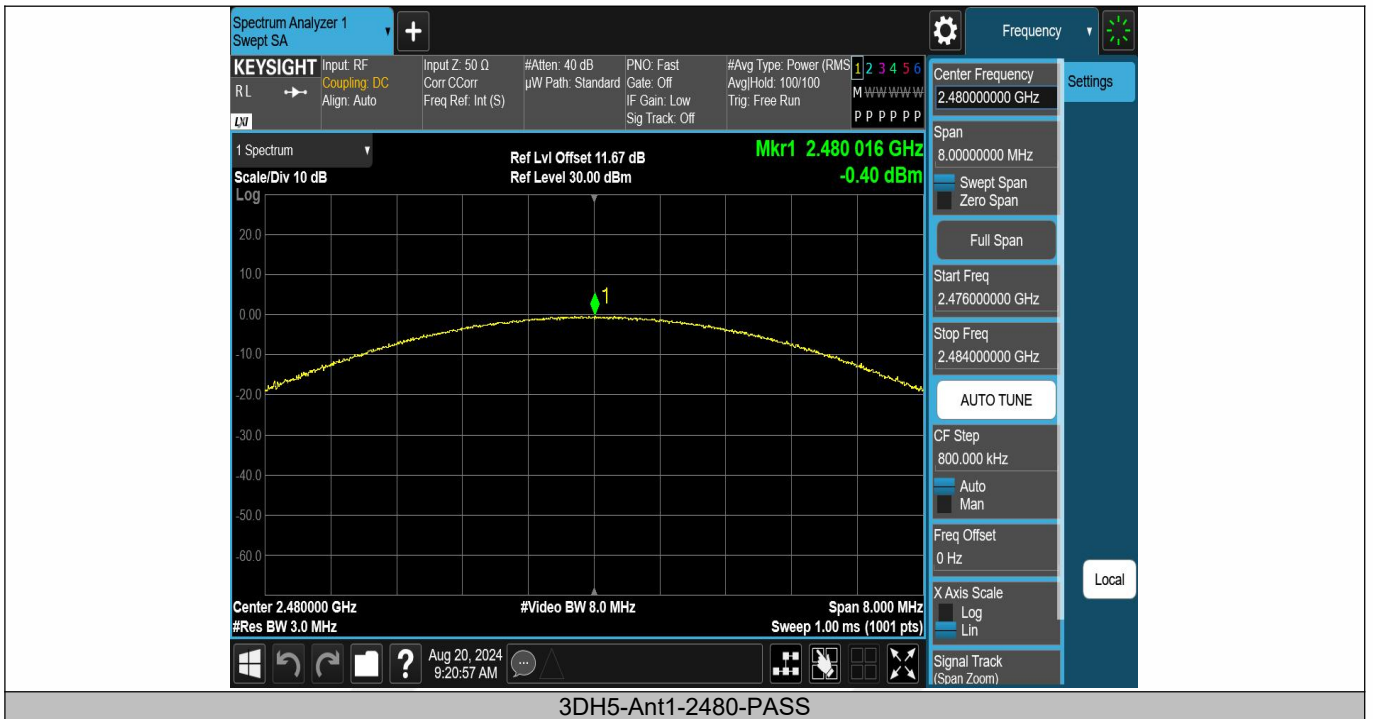 Spectrum Analyzer 1
Swept SA
Frequency
KEYSIGHT
RL
LXI
Input: RF
Coupling: DC
Align: Auto
Input Z: 50 Ω
Corr CCorr
Freq Ref: Int (S)
#Atten: 40 dB
µW Path: Standard
PNO: Fast
Gate: Off
IF Gain: Low
Sig Track: Off
#Avg Type: Power (RMS
Avg|Hold: 100/100
Trig: Free Run
1 2 3 4 5 6
M W W W W W
P P P P P P
1 Spectrum
Scale/Div 10 dB
Log
Ref Lvl Offset 11.67 dB
Ref Level 30.00 dBm
Mkr1 2.480 016 GHz
-0.40 dBm
20.0
10.0
1
0.00
-10.0
-20.0
-30.0
-40.0
-50.0
-60.0
Center 2.480000 GHz
#Res BW 3.0 MHz
#Video BW 8.0 MHz
Span 8.000 MHz
Sweep 1.00 ms (1001 pts)
Center Frequency
2.480000000 GHz
Settings
Span
8.00000000 MHz
Swept Span
Zero Span
Full Span
Start Freq
2.476000000 GHz
Stop Freq
2.484000000 GHz
AUTO TUNE
CF Step
800.000 kHz
Auto
Man
Freq Offset
0 Hz
Local
X Axis Scale
Log
Lin
Signal Track
(Span Zoom)
?
Aug 20, 2024
9:20:57 AM
3DH5-Ant1-2480-PASS